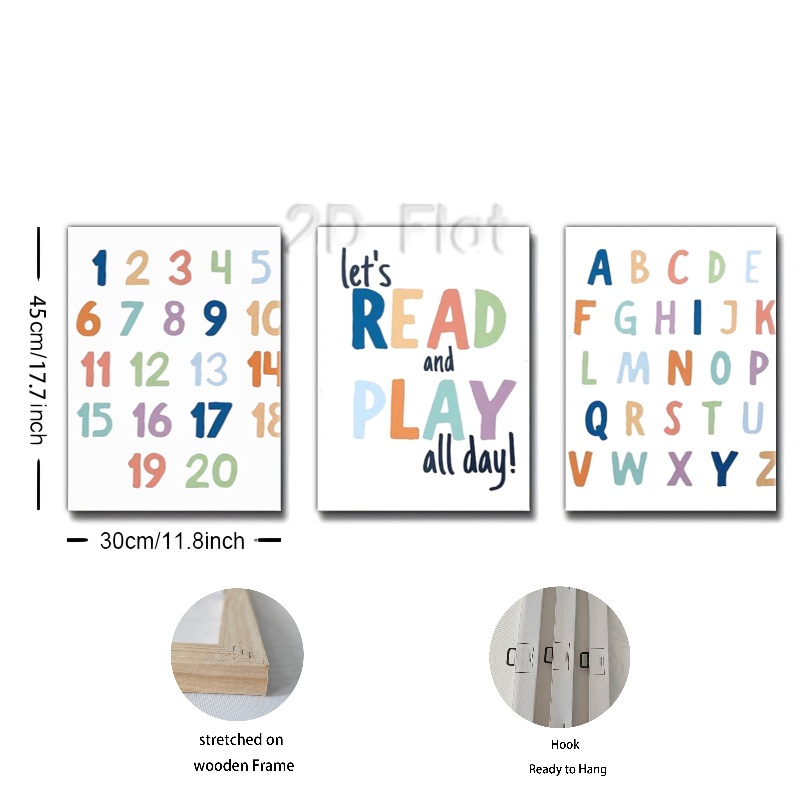 2D Flat
45cm/17.7inch
1 2 3 4 5
6 7 8 9 10
11 12 13 14
15 16 17 18
19 20
let's
READ
and
PLAY
all day!
A B C D E
F G H I J K
L M N O P
Q R S T U
V W X Y Z
30cm/11.8inch
stretched on
wooden Frame
Hook
Ready to Hang